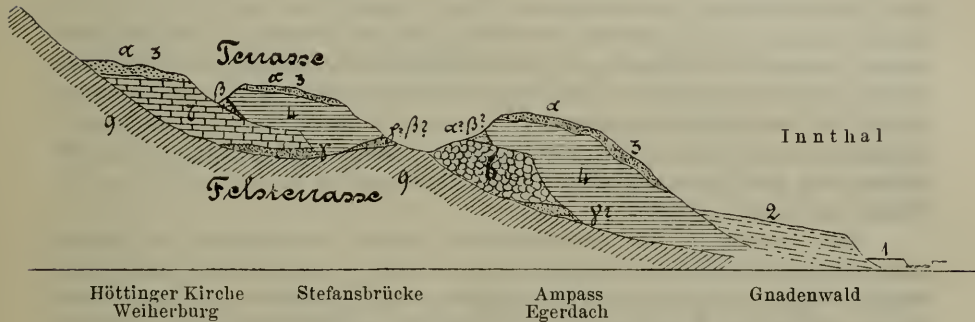 α 3
Terrasse
β
α 3
6
4
9
γ
γ?β?
Felsterrasse
9
α?β?
α
6
4
3
γ?
Innthal
2
1
Höttinger Kirche
Weiherburg
Stefansbrücke
Ampass
Egerdach
Gnadenwald